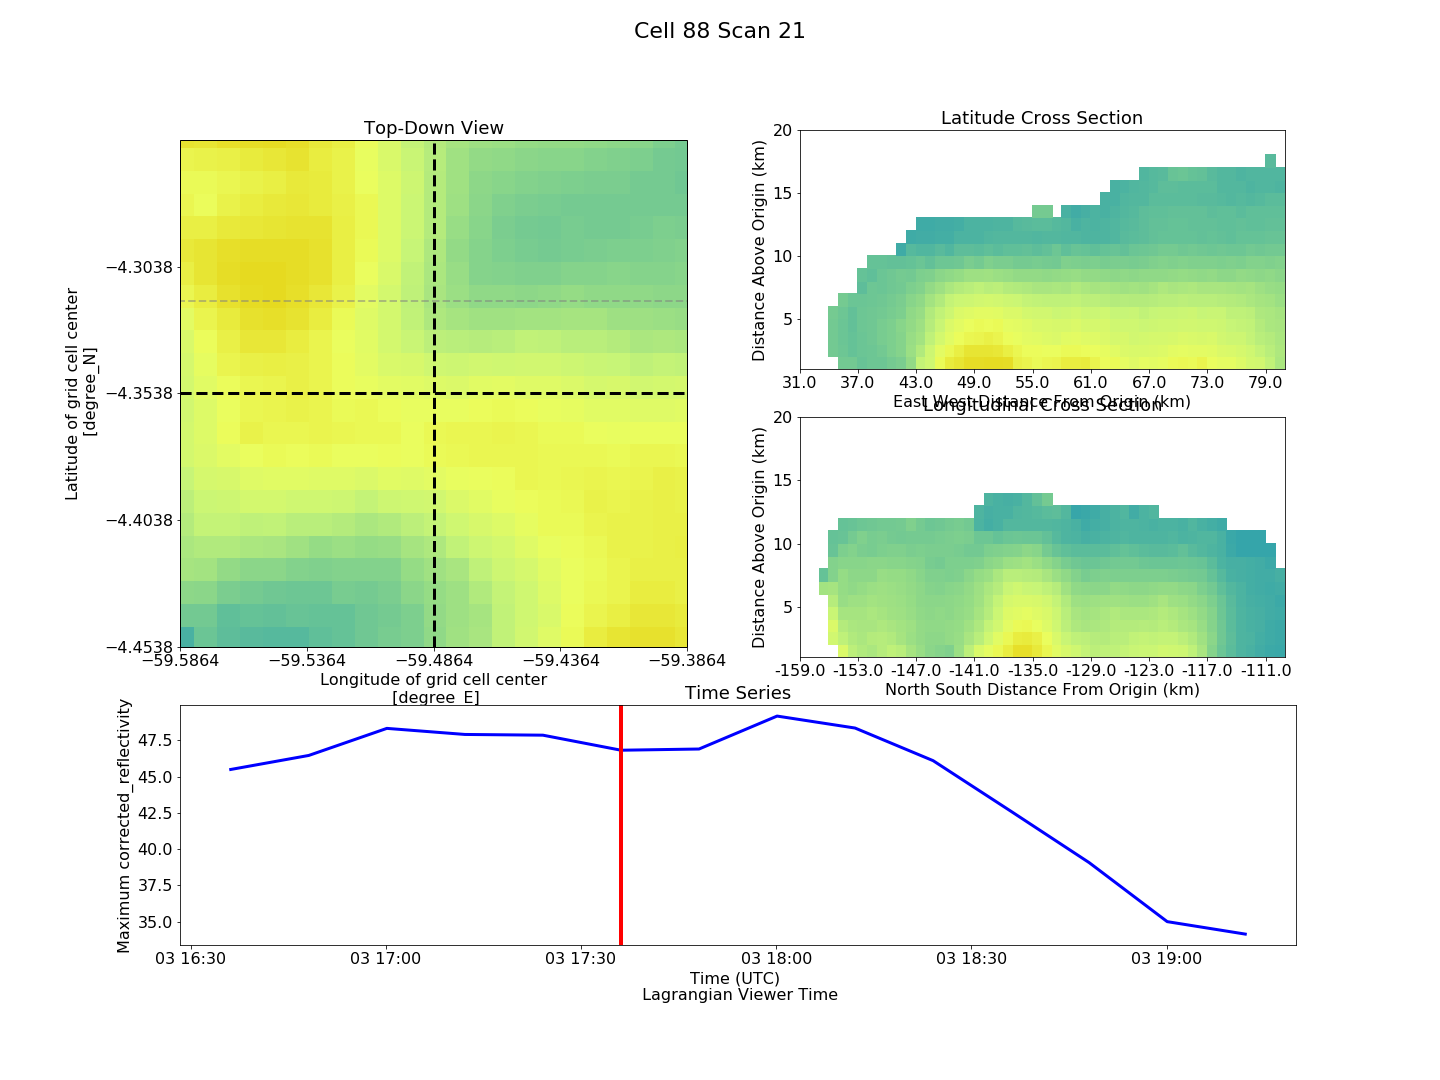 Cell 88 Scan 21
Top-Down View
Latitude of grid cell center
[degree_N]
−4.3038
−4.3538
−4.4038
−4.4538
−59.5864 −59.5364 −59.4864 −59.4364 −59.3864
Longitude of grid cell center
[degree_E]
Latitude Cross Section
Distance Above Origin (km)
20
15
10
5
31.0 37.0 43.0 49.0 55.0 61.0 67.0 73.0 79.0
East West Distance From Origin (km)
Longitudinal Cross Section
Distance Above Origin (km)
20
15
10
5
-159.0 -153.0 -147.0 -141.0 -135.0 -129.0 -123.0 -117.0 -111.0
North South Distance From Origin (km)
Time Series
Maximum corrected_reflectivity
47.5
45.0
42.5
40.0
37.5
35.0
03 16:30 03 17:00 03 17:30 03 18:00 03 18:30 03 19:00
Time (UTC)
Lagrangian Viewer Time